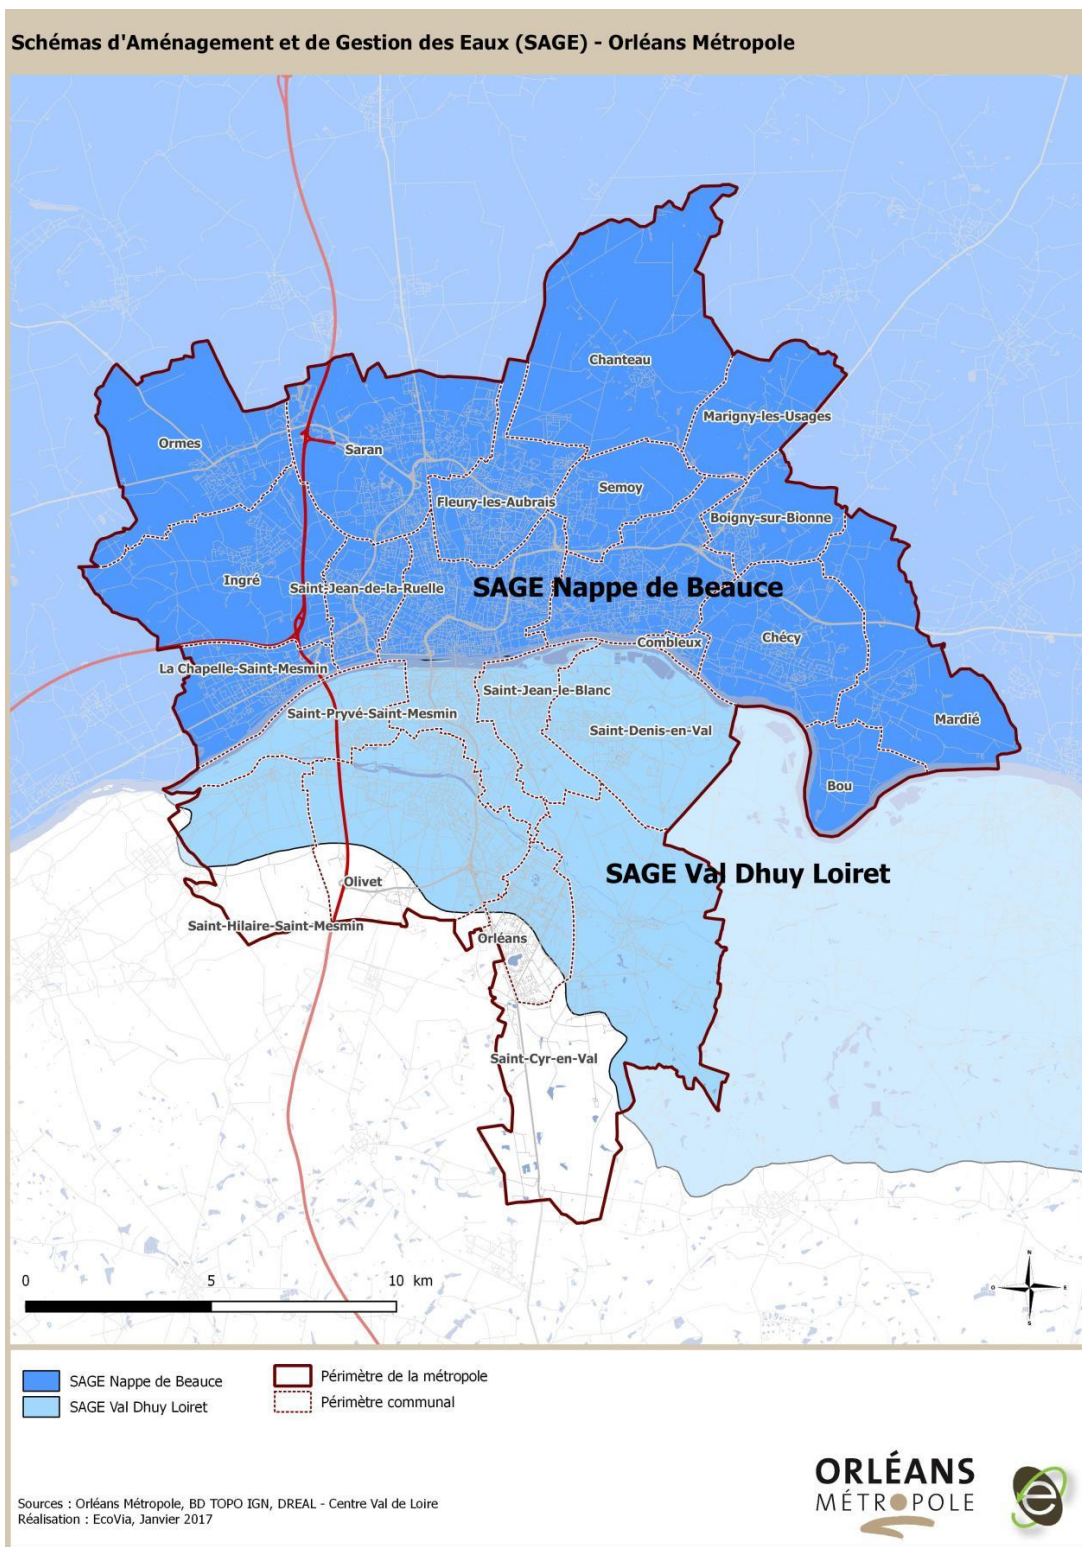 Schémas d'Aménagement et de Gestion des Eaux (SAGE) - Orléans Métropole
Chanteau
Marigny-les-Usages
Ormes
Saran
Semoy
Fleury-les-Aubrais
Boigny-sur-Bionne
Ingré
Saint-Jean-de-la-Ruelle
SAGE Nappe de Beauce
Chécy
Combleux
La Chapelle-Saint-Mesmin
Saint-Jean-le-Blanc
Saint-Pryvé-Saint-Mesmin
Mardié
Saint-Denis-en-Val
Bou
SAGE Val Dhuy Loiret
Olivet
Saint-Hilaire-Saint-Mesmin
Orléans
Saint-Cyr-en-Val
N
O E
S
0 5 10 km
SAGE Nappe de Beauce
SAGE Val Dhuy Loiret
Périmètre de la métropole
Périmètre communal
Sources : Orléans Métropole, BD TOPO IGN, DREAL - Centre Val de Loire
Réalisation : EcoVia, Janvier 2017
ORLÉANS
MÉTROPOLE
e